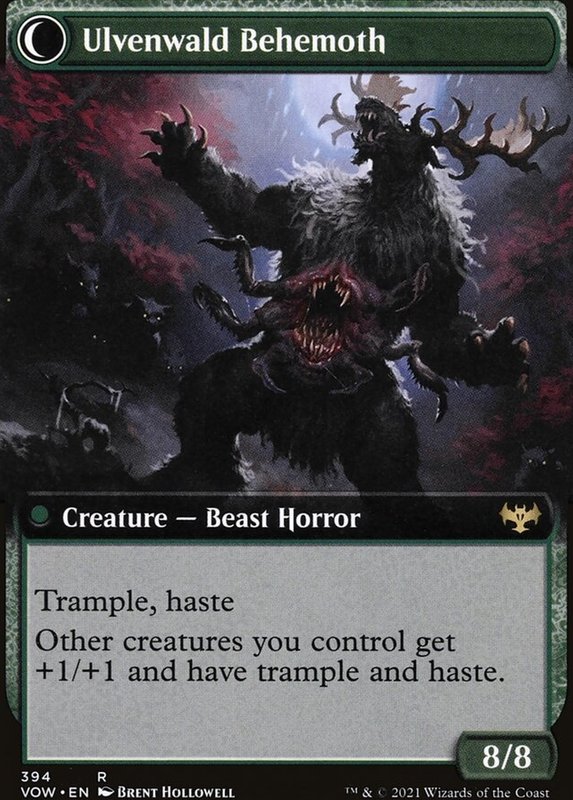 Ulvenwald Behemoth
Creature — Beast Horror
Trample, haste
Other creatures you control get
+1/+1 and have trample and haste.
8/8
394 R
VOW • EN Brent Hollowell
™ & © 2021 Wizards of the Coast